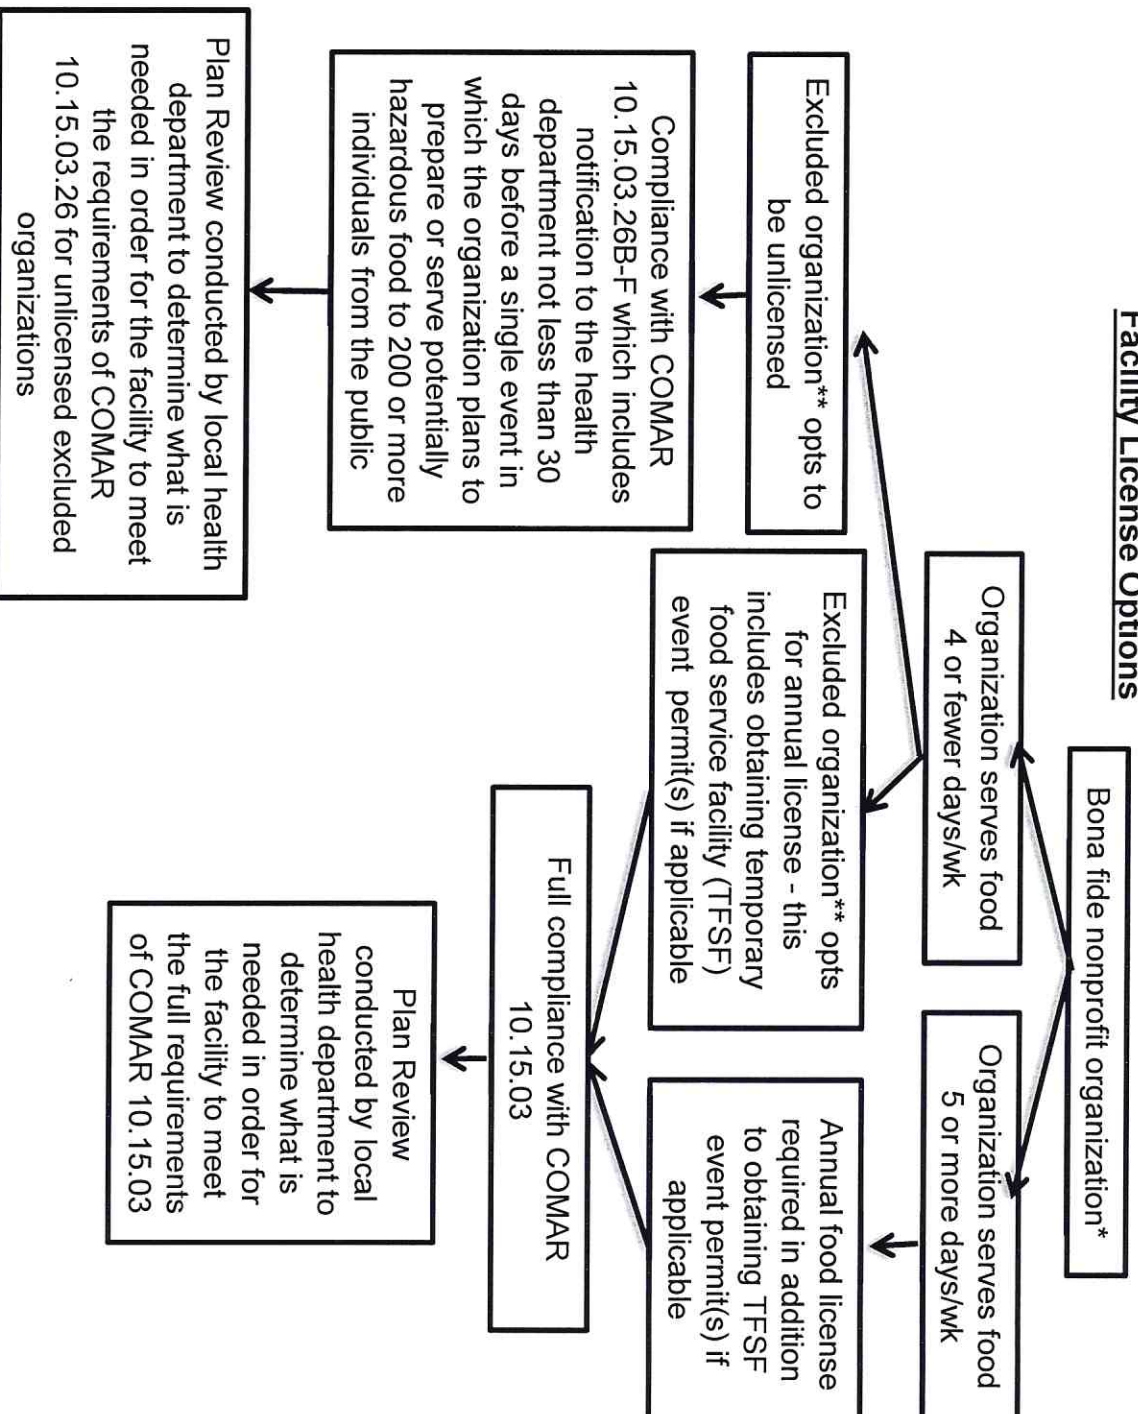 Facility License Options
Bona fide nonprofit organization*
Organization serves food
4 or fewer days/wk
Organization serves food
5 or more days/wk
Excluded organization** opts to
be unlicensed
Excluded organization** opts
for annual license - this
includes obtaining temporary
food service facility (TFSF)
event permit(s) if applicable
Annual food license
required in addition
to obtaining TFSF
event permit(s) if
applicable
Compliance with COMAR
10.15.03.26B-F which includes
notification to the health
department not less than 30
days before a single event in
which the organization plans to
prepare or serve potentially
hazardous food to 200 or more
individuals from the public
Full compliance with COMAR
10.15.03
Plan Review conducted by local health
department to determine what is
needed in order for the facility to meet
the requirements of COMAR
10.15.03.26 for unlicensed excluded
organizations
Plan Review
conducted by local
health department to
determine what is
needed in order for
the facility to meet
the full requirements
of COMAR 10.15.03